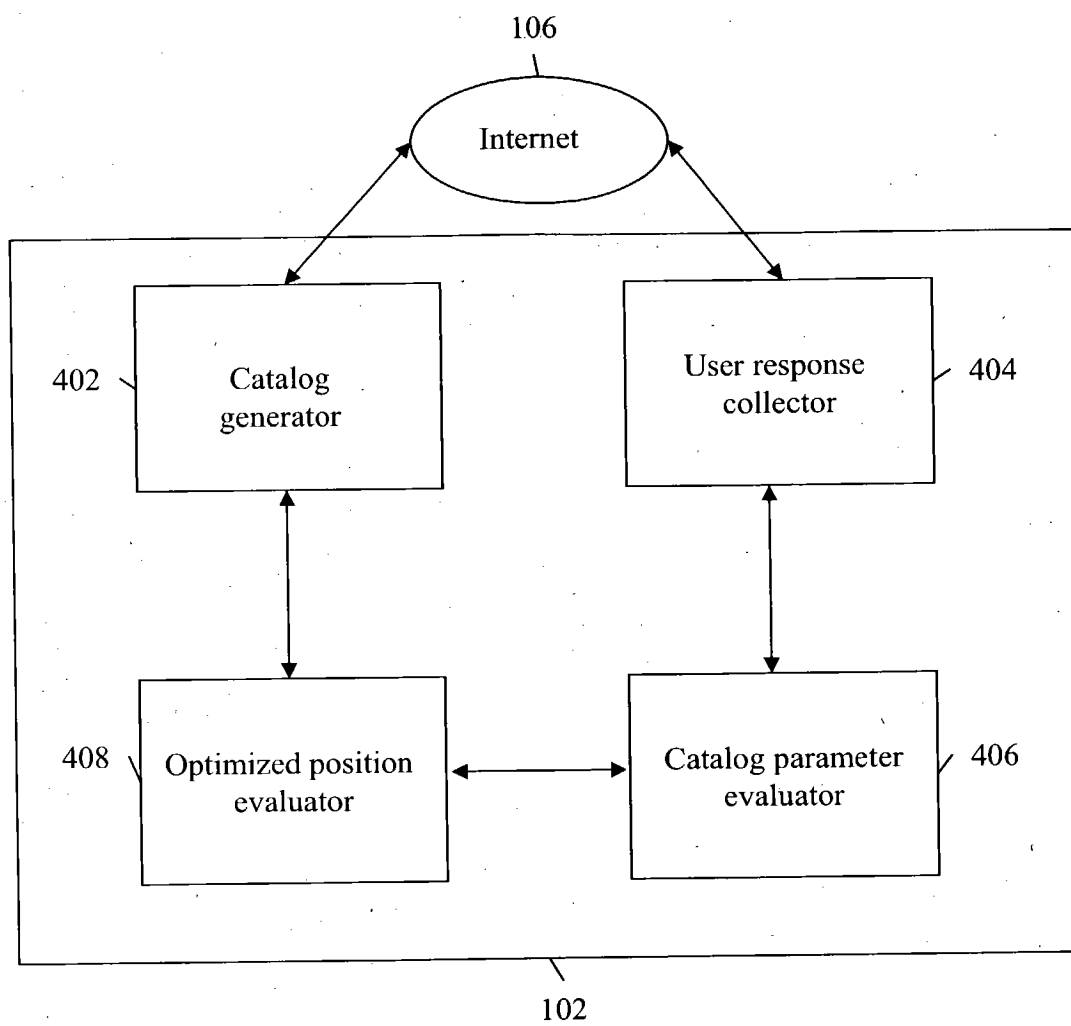 106
Internet
402
Catalog
generator
User response
collector
404
408
Optimized position
evaluator
Catalog parameter
evaluator
406
102